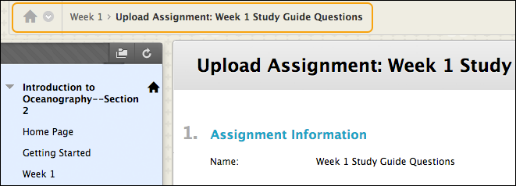 Week 1 > Upload Assignment: Week 1 Study Guide Questions
Upload Assignment: Week 1 Study
Introduction to
Oceanography--Section
2
Home Page
Getting Started
Week 1
1. Assignment Information
Name: Week 1 Study Guide Questions